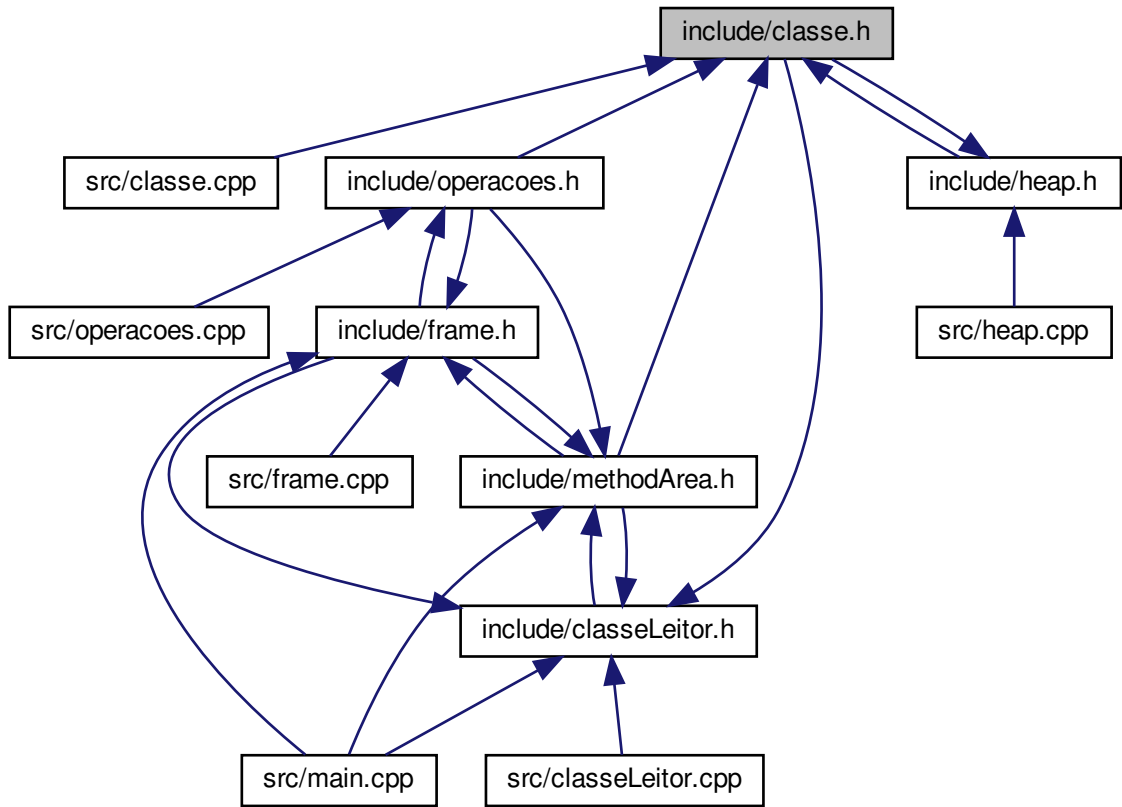 include/classe.h
src/classe.cpp
include/operacoes.h
include/heap.h
src/operacoes.cpp
include/frame.h
src/heap.cpp
src/frame.cpp
include/methodArea.h
include/classeLeitor.h
src/main.cpp
src/classeLeitor.cpp